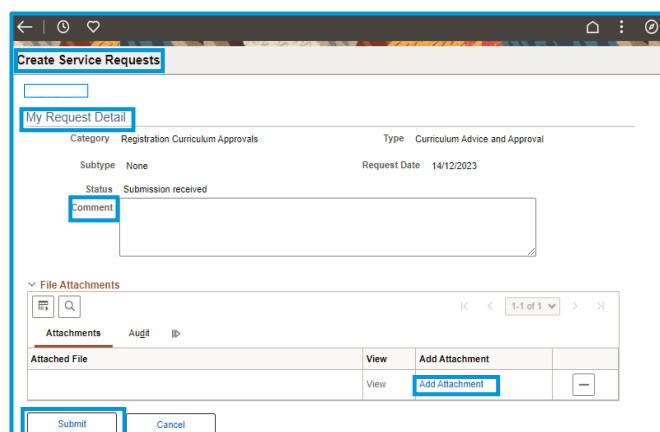 Create Service Requests
My Request Detail
Category Registration Curriculum Approvals Type Curriculum Advice and Approval
Subtype None Request Date 14/12/2023
Status Submission received
Comment
File Attachments
1-1 of 1
Attachments Audit
Attached File View Add Attachment
View Add Attachment
Submit Cancel